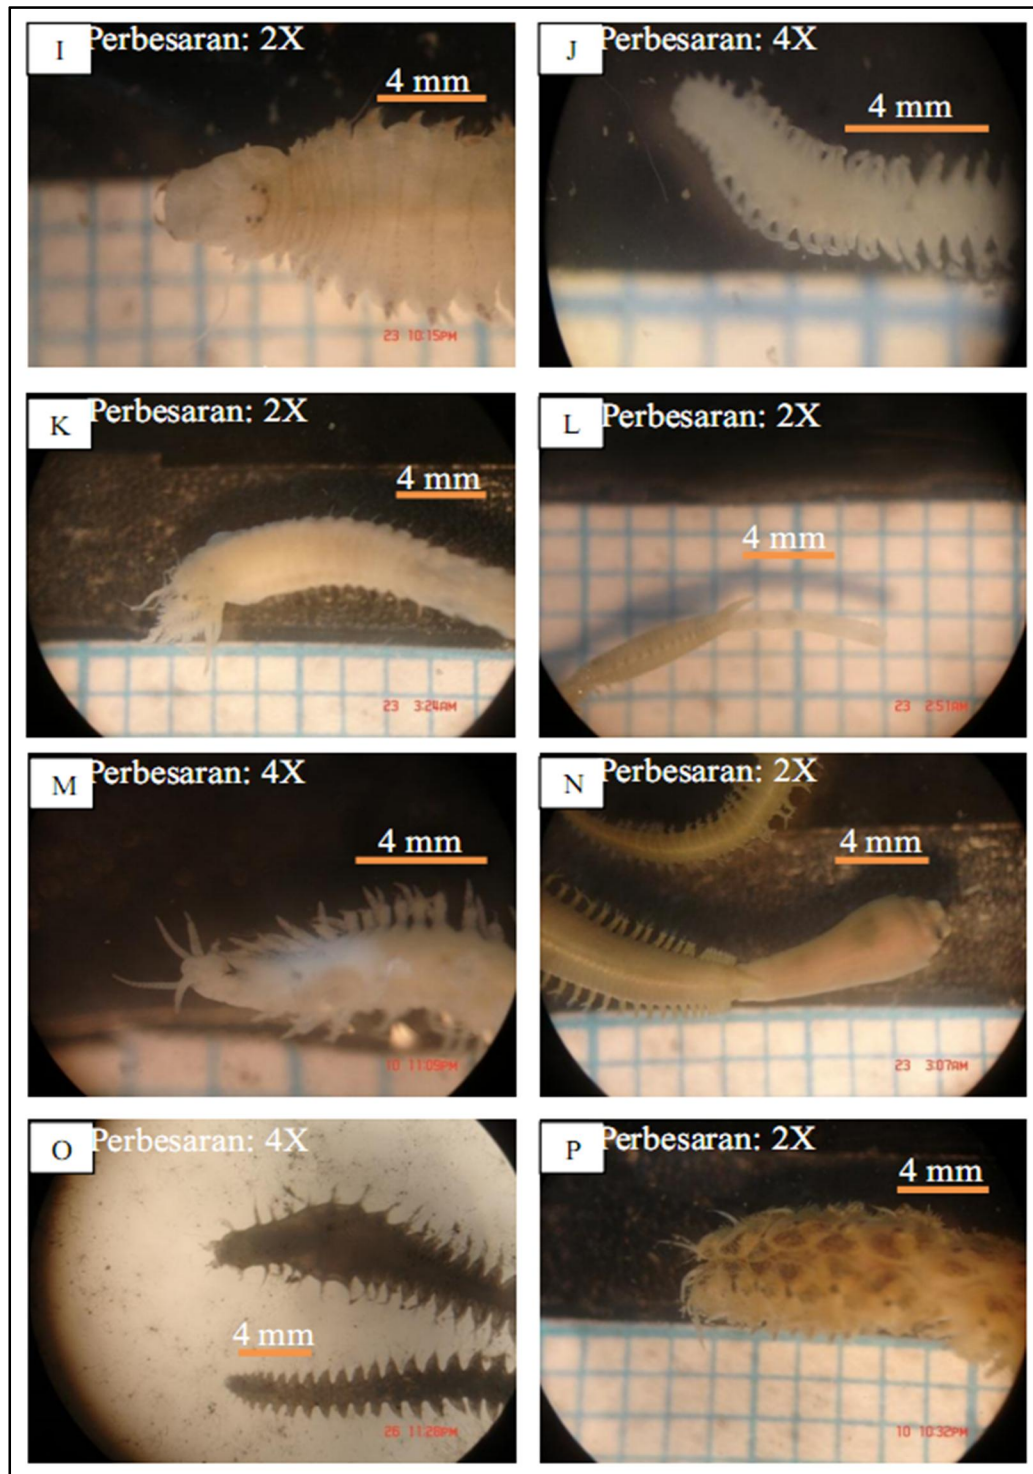 I Perbesaran: 2X
4 mm
23 10:15PM
J Perbesaran: 4X
4 mm
K Perbesaran: 2X
4 mm
23 3:24AM
L Perbesaran: 2X
4 mm
23 2:51AM
M Perbesaran: 4X
4 mm
10 11:09PM
N Perbesaran: 2X
4 mm
23 3:07AM
O Perbesaran: 4X
4 mm
26 11:28PM
P Perbesaran: 2X
4 mm
10 10:32PM